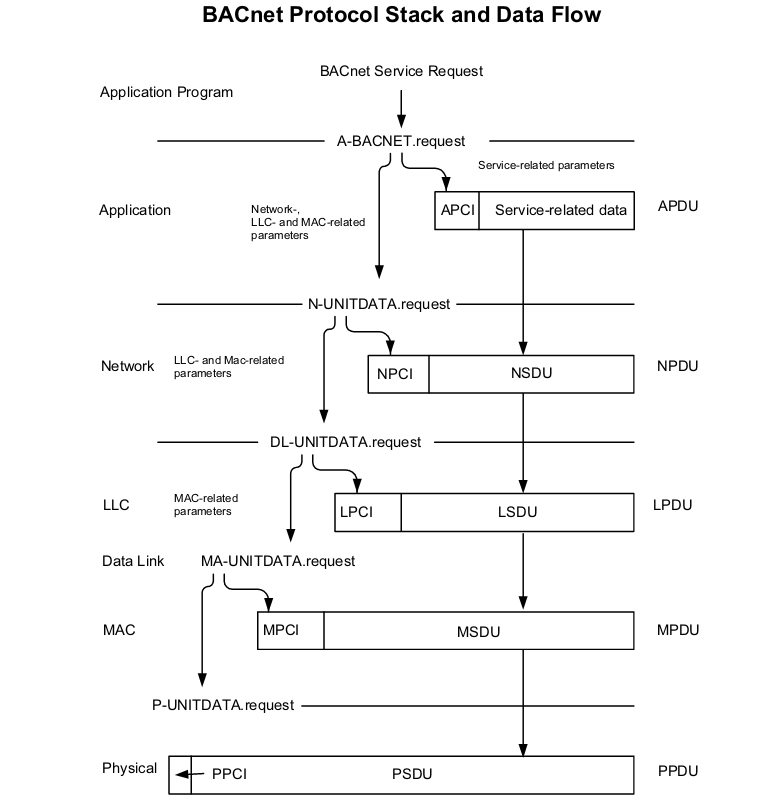 BACnet Protocol Stack and Data Flow
BACnet Service Request
Application Program
A-BACNET.request
Service-related parameters
Application
Network-,
LLC- and MAC-related
parameters
APCI
Service-related data
APDU
N-UNITDATA.request
Network
LLC- and Mac-related
parameters
NPCI
NSDU
NPDU
DL-UNITDATA.request
LLC
MAC-related
parameters
LPCI
LSDU
LPDU
Data Link
MA-UNITDATA.request
MAC
MPCI
MSDU
MPDU
P-UNITDATA.request
Physical
PPCI
PSDU
PPDU